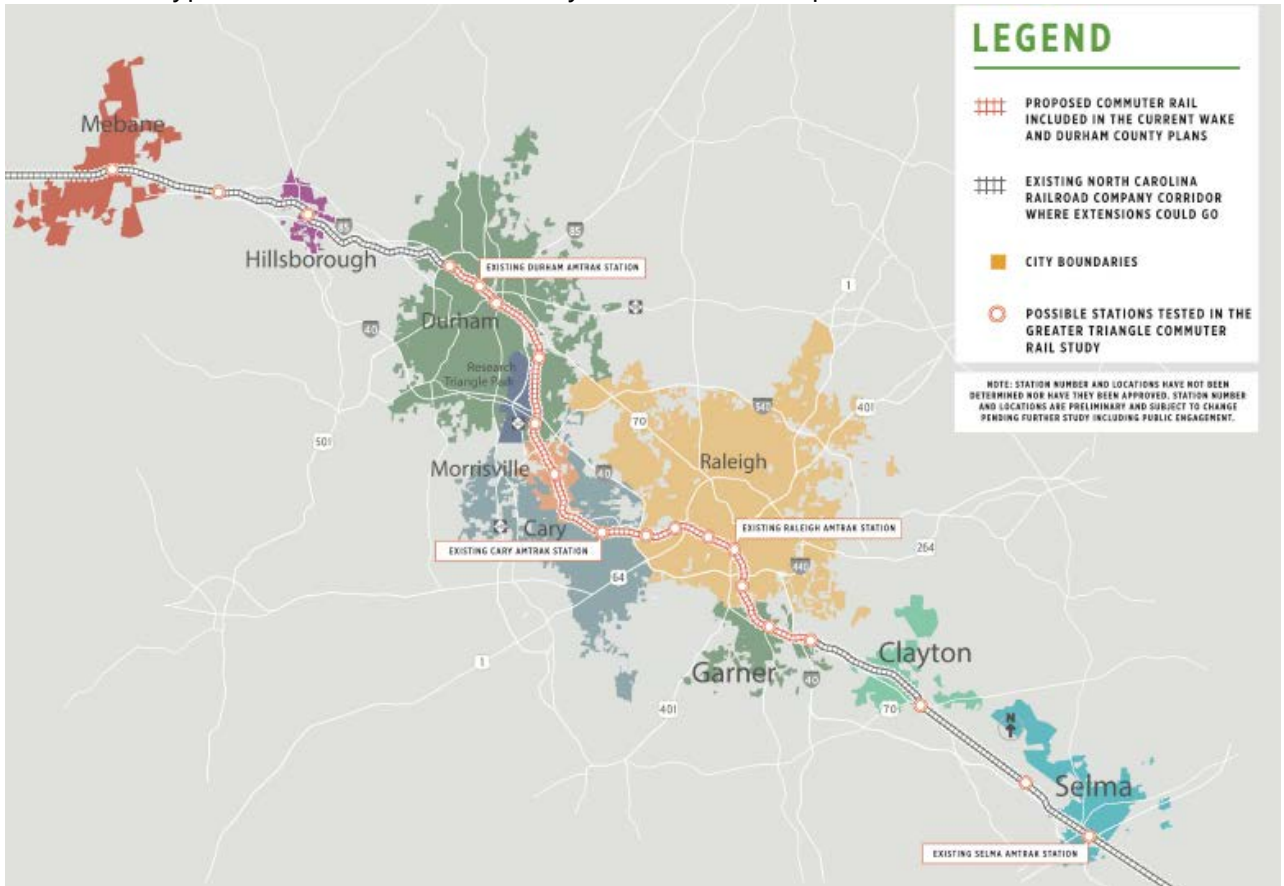 LEGEND
PROPOSED COMMUTER RAIL
INCLUDED IN THE CURRENT WAKE
AND DURHAM COUNTY PLANS
EXISTING NORTH CAROLINA
RAILROAD COMPANY CORRIDOR
WHERE EXTENSIONS COULD GO
CITY BOUNDARIES
POSSIBLE STATIONS TESTED IN THE
GREATER TRIANGLE COMMUTER
RAIL STUDY
NOTE: STATION NUMBER AND LOCATIONS HAVE NOT BEEN
DETERMINED NOR HAVE THEY BEEN APPROVED. STATION NUMBER
AND LOCATIONS ARE PRELIMINARY AND SUBJECT TO CHANGE
PENDING FURTHER STUDY INCLUDING PUBLIC ENGAGEMENT.
Mebane
Hillsborough
85
85
EXISTING DURHAM AMTRAK STATION
1
40
Durham
Research
Triangle Park
70
540
401
501
Morrisville
40
Raleigh
Cary
EXISTING CARY AMTRAK STATION
EXISTING RALEIGH AMTRAK STATION
264
64
440
1
Garner
40
Clayton
401
70
N
Selma
EXISTING SELMA AMTRAK STATION